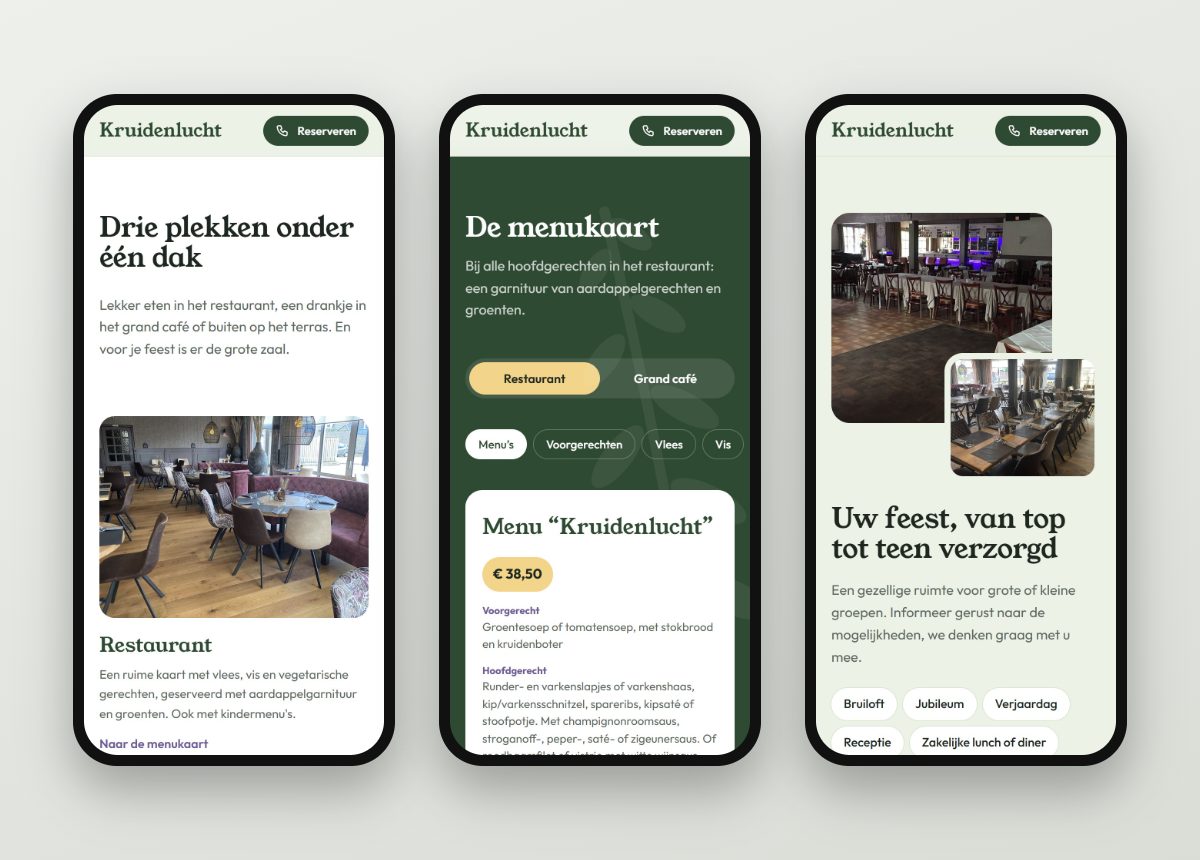 Kruidenlucht
Reserveren
Drie plekken onder
één dak
Lekker eten in het restaurant, een drankje in
het grand café of buiten op het terras. En
voor je feest is er de grote zaal.
Restaurant
Een ruime kaart met vlees, vis en vegetarische
gerechten, geserveerd met aardappelgarnituur
en groenten. Ook met kindermenu's.
Naar de menukaart
Kruidenlucht
Reserveren
De menukaart
Bij alle hoofdgerechten in het restaurant:
een garnituur van aardappelgerechten en
groenten.
Restaurant
Grand café
Menu's
Voorgerechten
Vlees
Vis
Menu “Kruidenlucht”
€ 38,50
Voorgerecht
Groentesoep of tomatensoep, met stokbrood
en kruidenboter
Hoofdgerecht
Runder- en varkenslapjes of varkenshaas,
kip/varkensschnitzel, spareribs, kipsaté of
stoofpotje. Met champignonroomsaus,
stroganoff-, peper-, saté- of zigeunersaus. Of
Kruidenlucht
Reserveren
Uw feest, van top
tot teen verzorgd
Een gezellige ruimte voor grote of kleine
groepen. Informeer gerust naar de
mogelijkheden, we denken graag met u
mee.
Bruiloft
Jubileum
Verjaardag
Receptie
Zakelijke lunch of diner